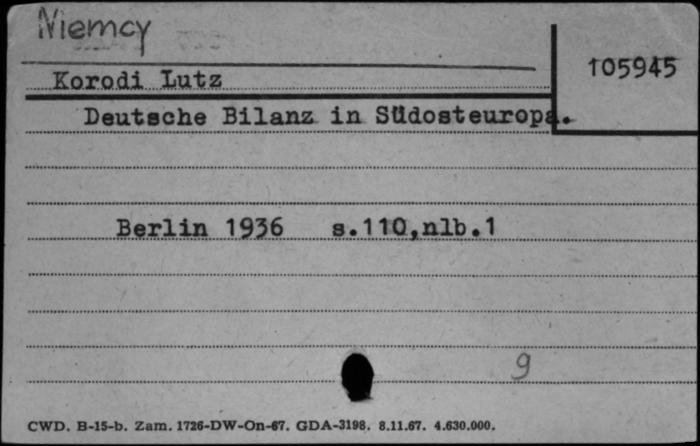 Niemcy
105945
Korodi Lutz
Deutsche Bilanz in Südosteuropa.
Berlin 1936 s.110,nlb.1
9
CWD. B-15-b. Zam. 1726-DW-On-67. GDA-3198. 8.11.67. 4.630.000.